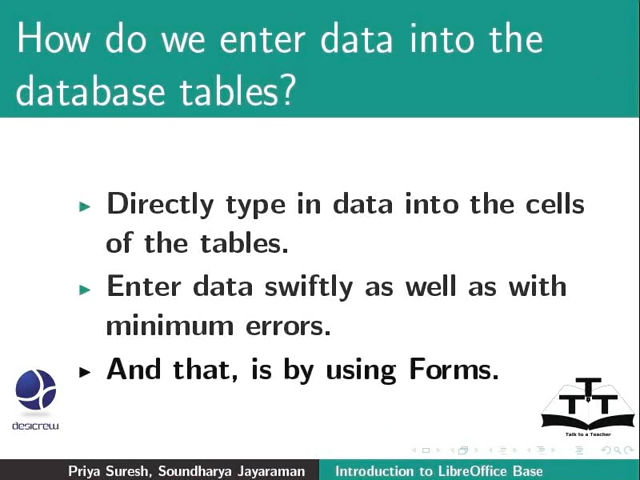 How do we enter data into the
database tables?
Directly type in data into the cells
of the tables.
Enter data swiftly as well as with
minimum errors.
And that, is by using Forms.
desicrew
TTT
Talk to a Teacher
Priya Suresh, Soundharya Jayaraman
Introduction to LibreOffice Base